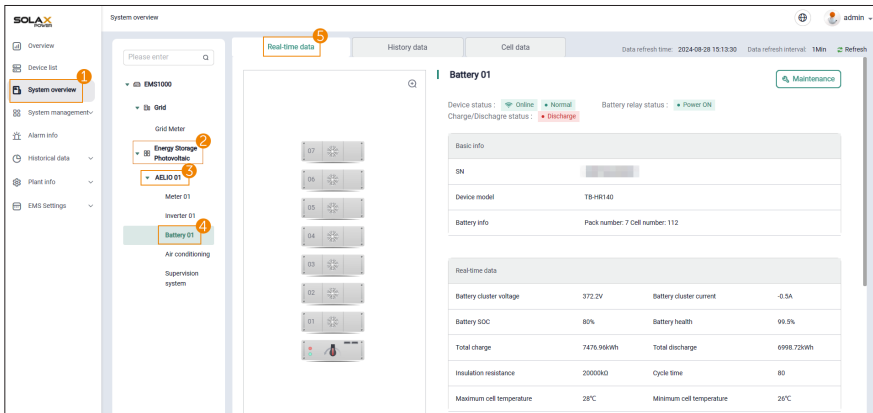 SOLAX
POWER
System overview
admin
Overview
Device list
1
System overview
System management
Alarm info
Historical data
Plant info
EMS Settings
Please enter
EMS1000
Grid
Grid Meter
2
Energy Storage
Photovoltaic
3
AELIO 01
Meter 01
Inverter 01
4
Battery 01
Air conditioning
Supervision
system
5
Real-time data History data Cell data
Data refresh time: 2024-08-28 15:13:30 Data refresh interval: 1Min Refresh
07
06
05
04
03
02
01
Battery 01
Maintenance
Device status : Online Normal Battery relay status : Power ON
Charge/Dischagre status : Discharge
Basic info
SN
Device model TB-HR140
Battery info Pack number: 7 Cell number: 112
Real-time data
Battery cluster voltage 372.2V Battery cluster current -0.5A
Battery SOC 80% Battery health 99.5%
Total charge 7476.96kWh Total discharge 6998.72kWh
Insulation resistance 20000kΩ Cycle time 80
Maximum cell temperature 28℃ Minimum cell temperature 26℃